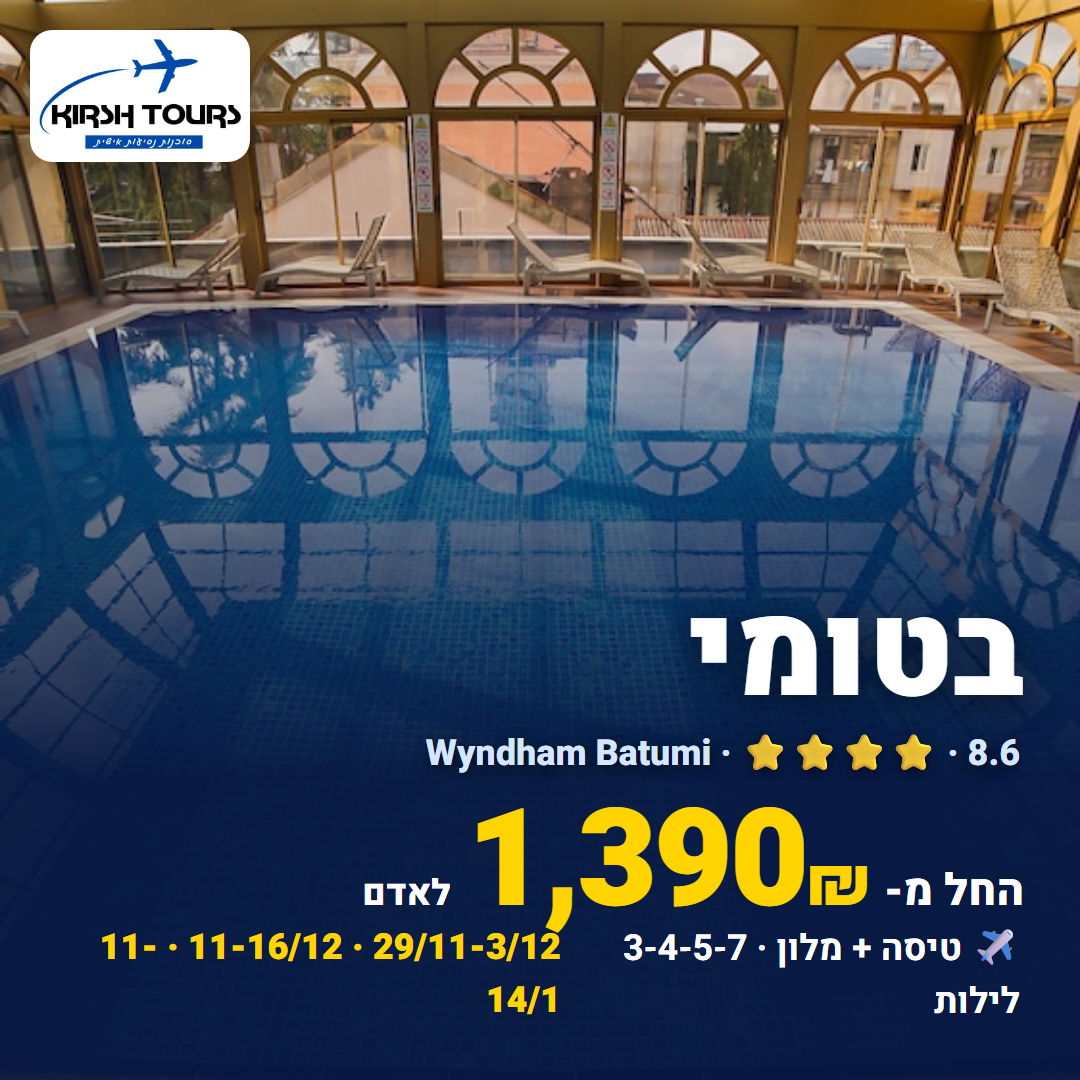 KIRSH TOURS
סוכנות נסיעות אישית
בטומי
8.6 · ⭐⭐⭐⭐ · Wyndham Batumi
החל מ- ₪1,390 לאדם
✈️ טיסה + מלון · 3-4-5-7
לילות
29/11-3/12 · 11-16/12 · 11-
14/1